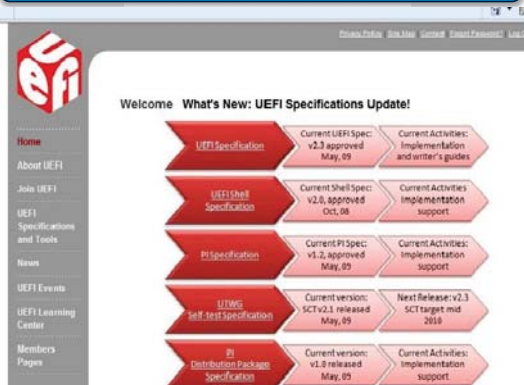 Privacy Policy | Site Map | Contact | Forgot Password? |
UEFI
Welcome What's New: UEFI Specifications Update!
Home
About UEFI
Join UEFI
UEFI
Specifications
and Tools
News
UEFI Events
UEFI Learning
Center
Members
Pages
UEFI Specification
Current UEFI Spec:
v2.3 approved
May, 09
Current Activities:
Implementation
and writer's guides
UEFI Shell
Specification
Current Shell Spec:
v2.0, approved
Oct, 08
Current Activities
Implementation
support
PI Specification
Current PI Spec:
v1.2, approved
May, 09
Current Activities:
Implementation
support
UTWG
Self-test Specification
Current version:
SCT v2.1 released
May, 09
Next Release: v2.3
SCT target mid
2010
PI
Distribution Package
Specification
Current version:
v1.0 released
May, 09
Current Activities:
Implementation
support